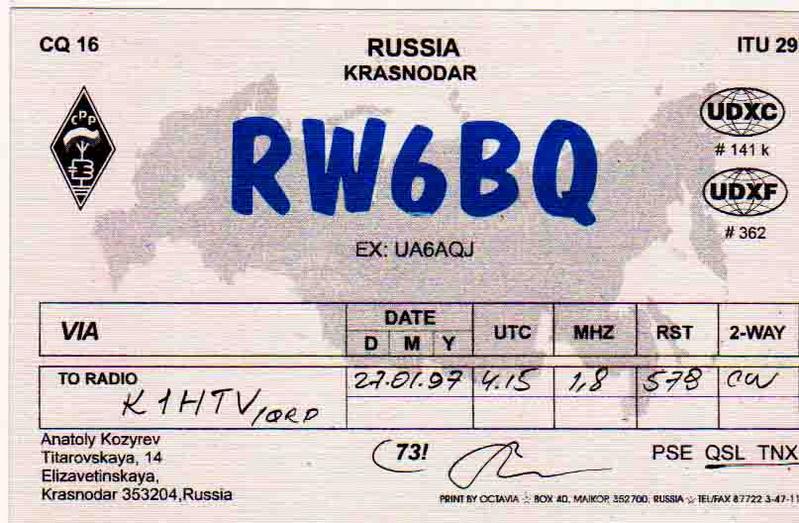 CQ 16
RUSSIA
ITU 29
KRASNODAR
СРР
RW6BQ
UDXC
# 141 k
UDXF
# 362
EX: UA6AQJ
VIA
DATE
D M Y
UTC
MHZ
RST
2-WAY
TO RADIO
K1HTV/QRP
27.01.97
4.15
1,8
578
CW
Anatoly Kozyrev
Titarovskaya, 14
Elizavetinskaya,
Krasnodar 353204,Russia
73!
PSE QSL TNX
PRINT BY OCTAVIA ☆ BOX 40, MAIKOP, 352700, RUSSIA ☆ TEL/FAX 87722 3-47-11